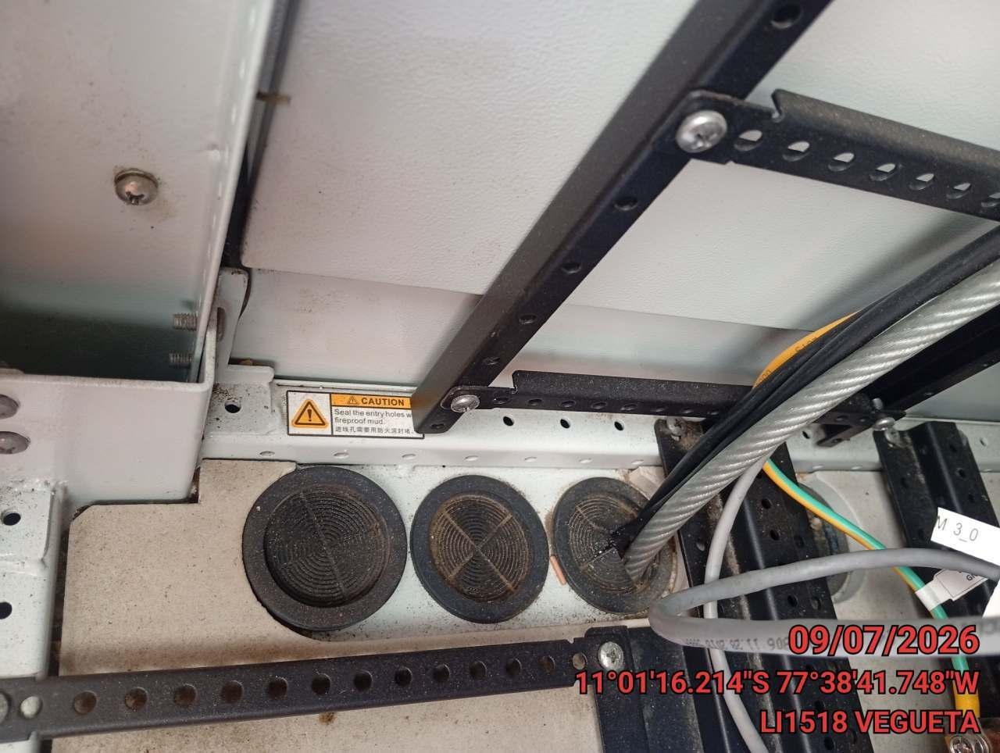 CAUTION
Seal the entry holes w
fireproof mud.
进线孔需要用防火泥封堵
M 3_0
09/07/2026
11°01'16.214"S 77°38'41.748"W
LI1518 VEGUETA